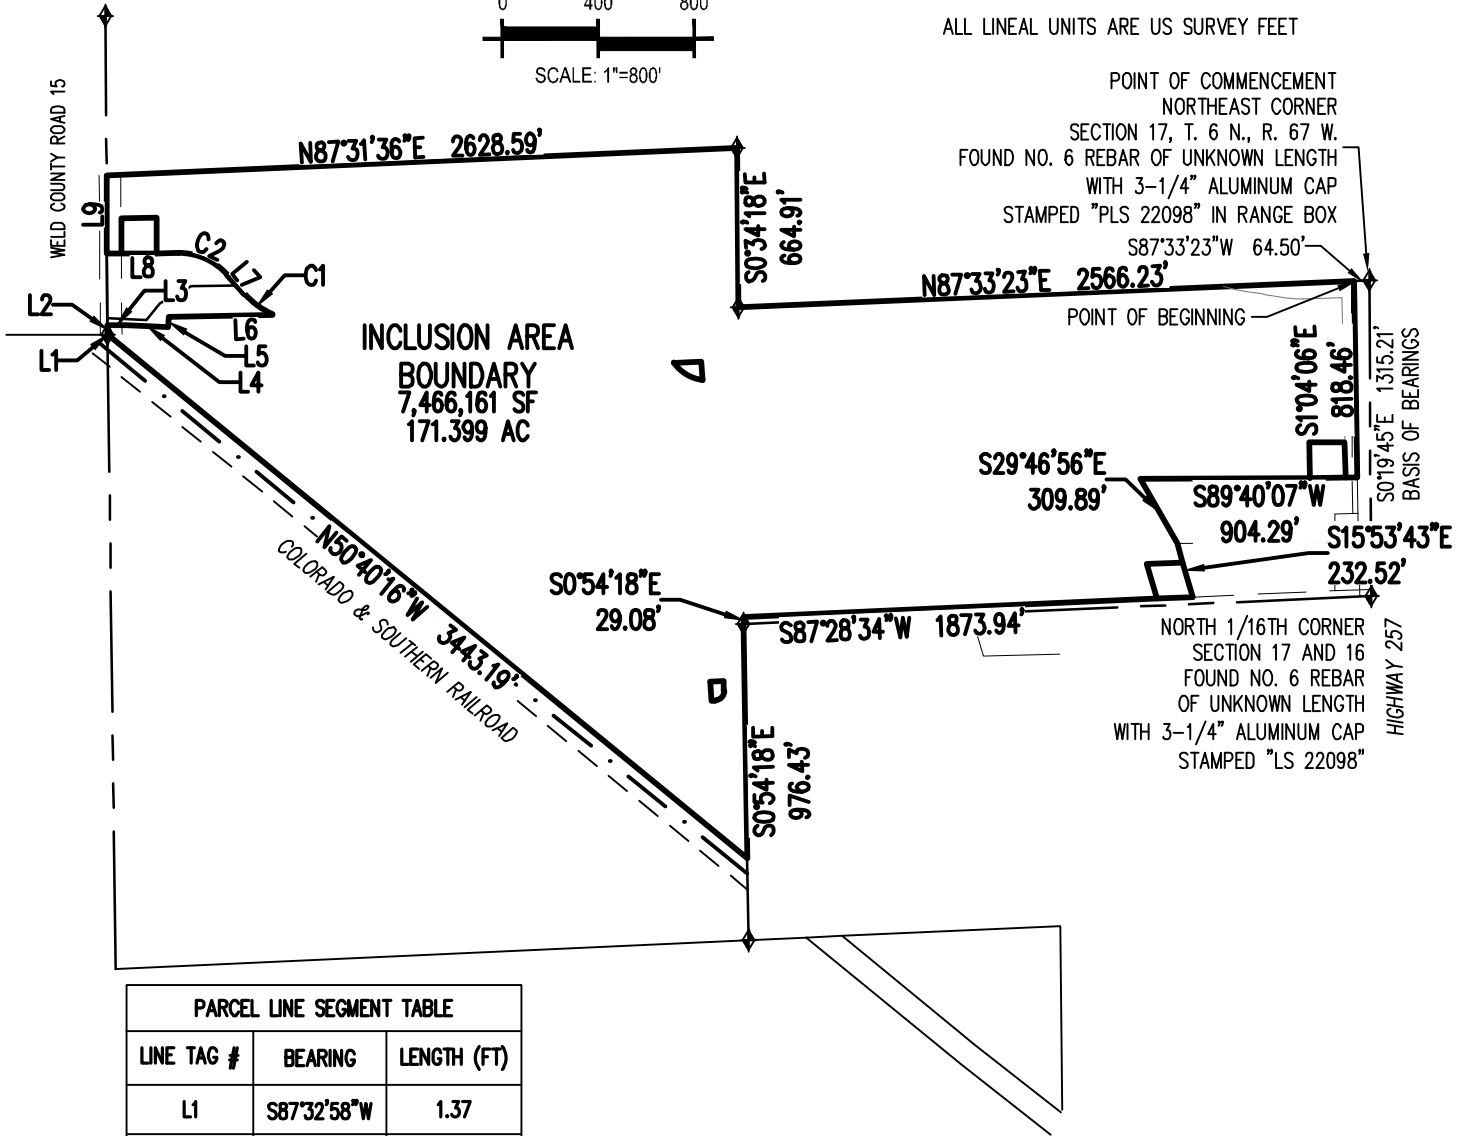 0 400 800
SCALE: 1"=800'
ALL LINEAL UNITS ARE US SURVEY FEET
POINT OF COMMENCEMENT
NORTHEAST CORNER
SECTION 17, T. 6 N., R. 67 W.
FOUND NO. 6 REBAR OF UNKNOWN LENGTH
WITH 3-1/4" ALUMINUM CAP
STAMPED "PLS 22098" IN RANGE BOX
S87°33'23"W 64.50'
WELD COUNTY ROAD 15
N87°31'36"E 2628.59'
S0°34'18"E
664.91'
N87°33'23"E 2566.23'
POINT OF BEGINNING
L9
L8
C2
L7
C1
L3
L2
L6
L5
L1
L4
INCLUSION AREA
BOUNDARY
7,466,161 SF
171.399 AC
S1°04'06"E
818.46'
S0°19'45"E 1315.21'
BASIS OF BEARINGS
S29°46'56"E
309.89'
S89°40'07"W
904.29'
S15°53'43"E
232.52'
N50°40'16"W 3443.19'
COLORADO & SOUTHERN RAILROAD
S0°54'18"E
29.08'
S87°28'34"W 1873.94'
NORTH 1/16TH CORNER
SECTION 17 AND 16
FOUND NO. 6 REBAR
OF UNKNOWN LENGTH
WITH 3-1/4" ALUMINUM CAP
STAMPED "LS 22098"
HIGHWAY 257
S0°54'18"E
976.43'
PARCEL LINE SEGMENT TABLE
LINE TAG # BEARING LENGTH (FT)
L1 S87°32'58"W 1.37